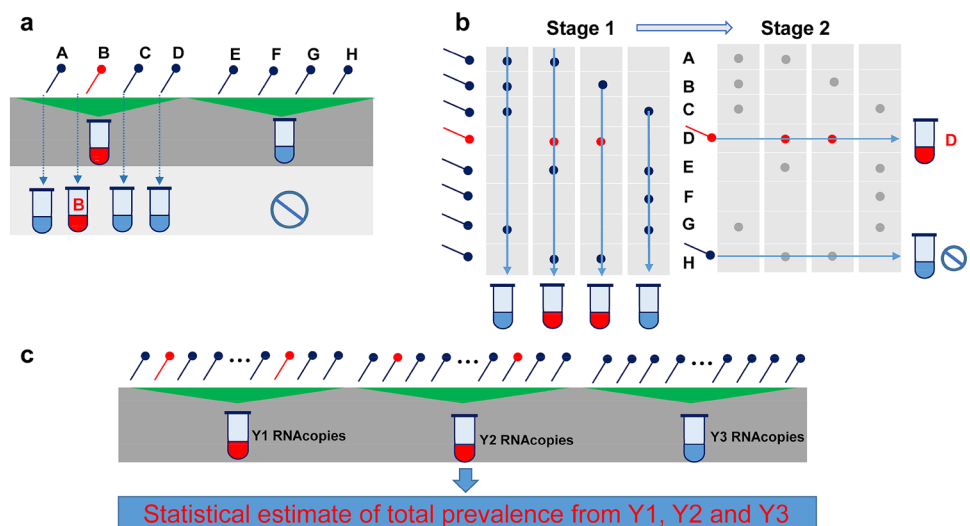 a
A B C D E F G H
B
b
Stage 1 Stage 2
A
B
C
D D
E
F
G
H
c
... ... ...
Y1 RNAcopies Y2 RNAcopies Y3 RNAcopies
Statistical estimate of total prevalence from Y1, Y2 and Y3